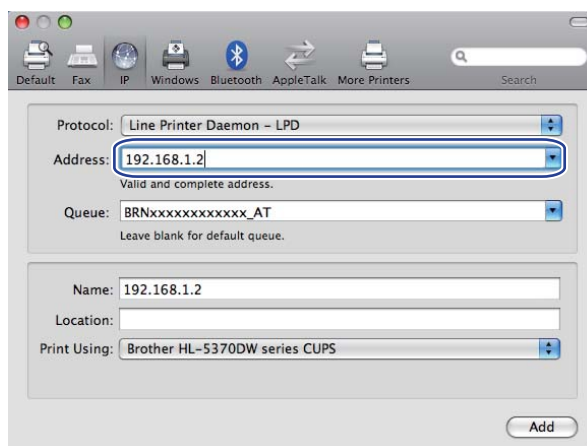 Default Fax IP Windows Bluetooth AppleTalk More Printers Search
Protocol: Line Printer Daemon – LPD
Address: 192.168.1.2
Valid and complete address.
Queue: BRNxxxxxxxxxxxx_AT
Leave blank for default queue.
Name: 192.168.1.2
Location:
Print Using: Brother HL-5370DW series CUPS
Add